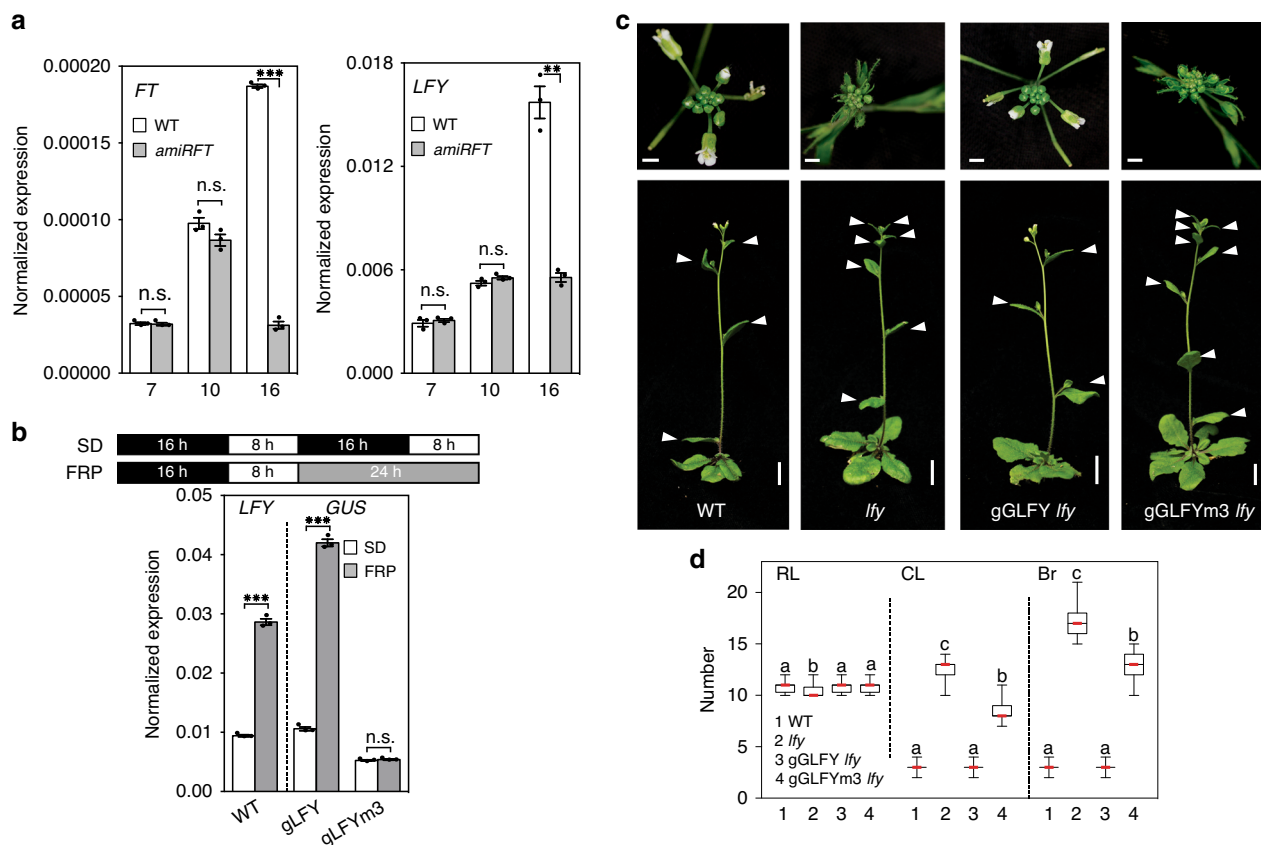 a
0.00020
0.00015
0.00010
0.00005
0.00000
Normalized expression
FT
WT
amiRFT
n.s.
n.s.
***
7 10 16
0.018
0.012
0.006
0.000
Normalized expression
LFY
WT
amiRFT
n.s.
n.s.
**
7 10 16
b
SD 16 h 8 h 16 h 8 h
FRP 16 h 8 h 24 h
0.05
0.04
0.03
0.02
0.01
0.00
Normalized expression
LFY GUS
SD
FRP
***
***
n.s.
WT gLFY gLFYm3
c
WT lfy gGLFY lfy gGLFYm3 lfy
d
20
15
10
5
0
Number
RL CL Br
a b a a
a c a b
a c a b
1 WT
2 lfy
3 gGLFY lfy
4 gGLFYm3 lfy
1 2 3 4 1 2 3 4 1 2 3 4